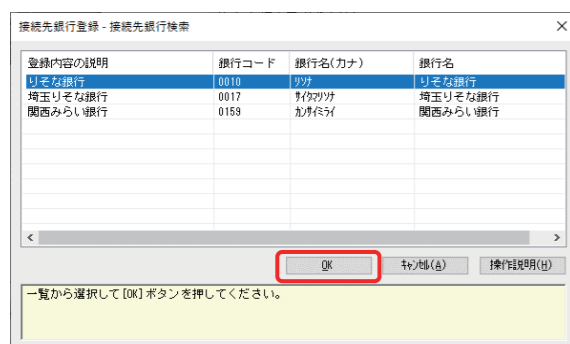 接続先銀行登録 - 接続先銀行検索
登録内容の説明 銀行コード 銀行名(カナ) 銀行名
りそな銀行 0010 ﾘｿﾅ りそな銀行
埼玉りそな銀行 0017 ｻｲﾀﾏﾘｿﾅ 埼玉りそな銀行
関西みらい銀行 0159 ｶﾝｻｲﾐﾗｲ 関西みらい銀行
OK ｷｬﾝｾﾙ(A) 操作説明(H)
一覧から選択して[OK]ボタンを押してください。